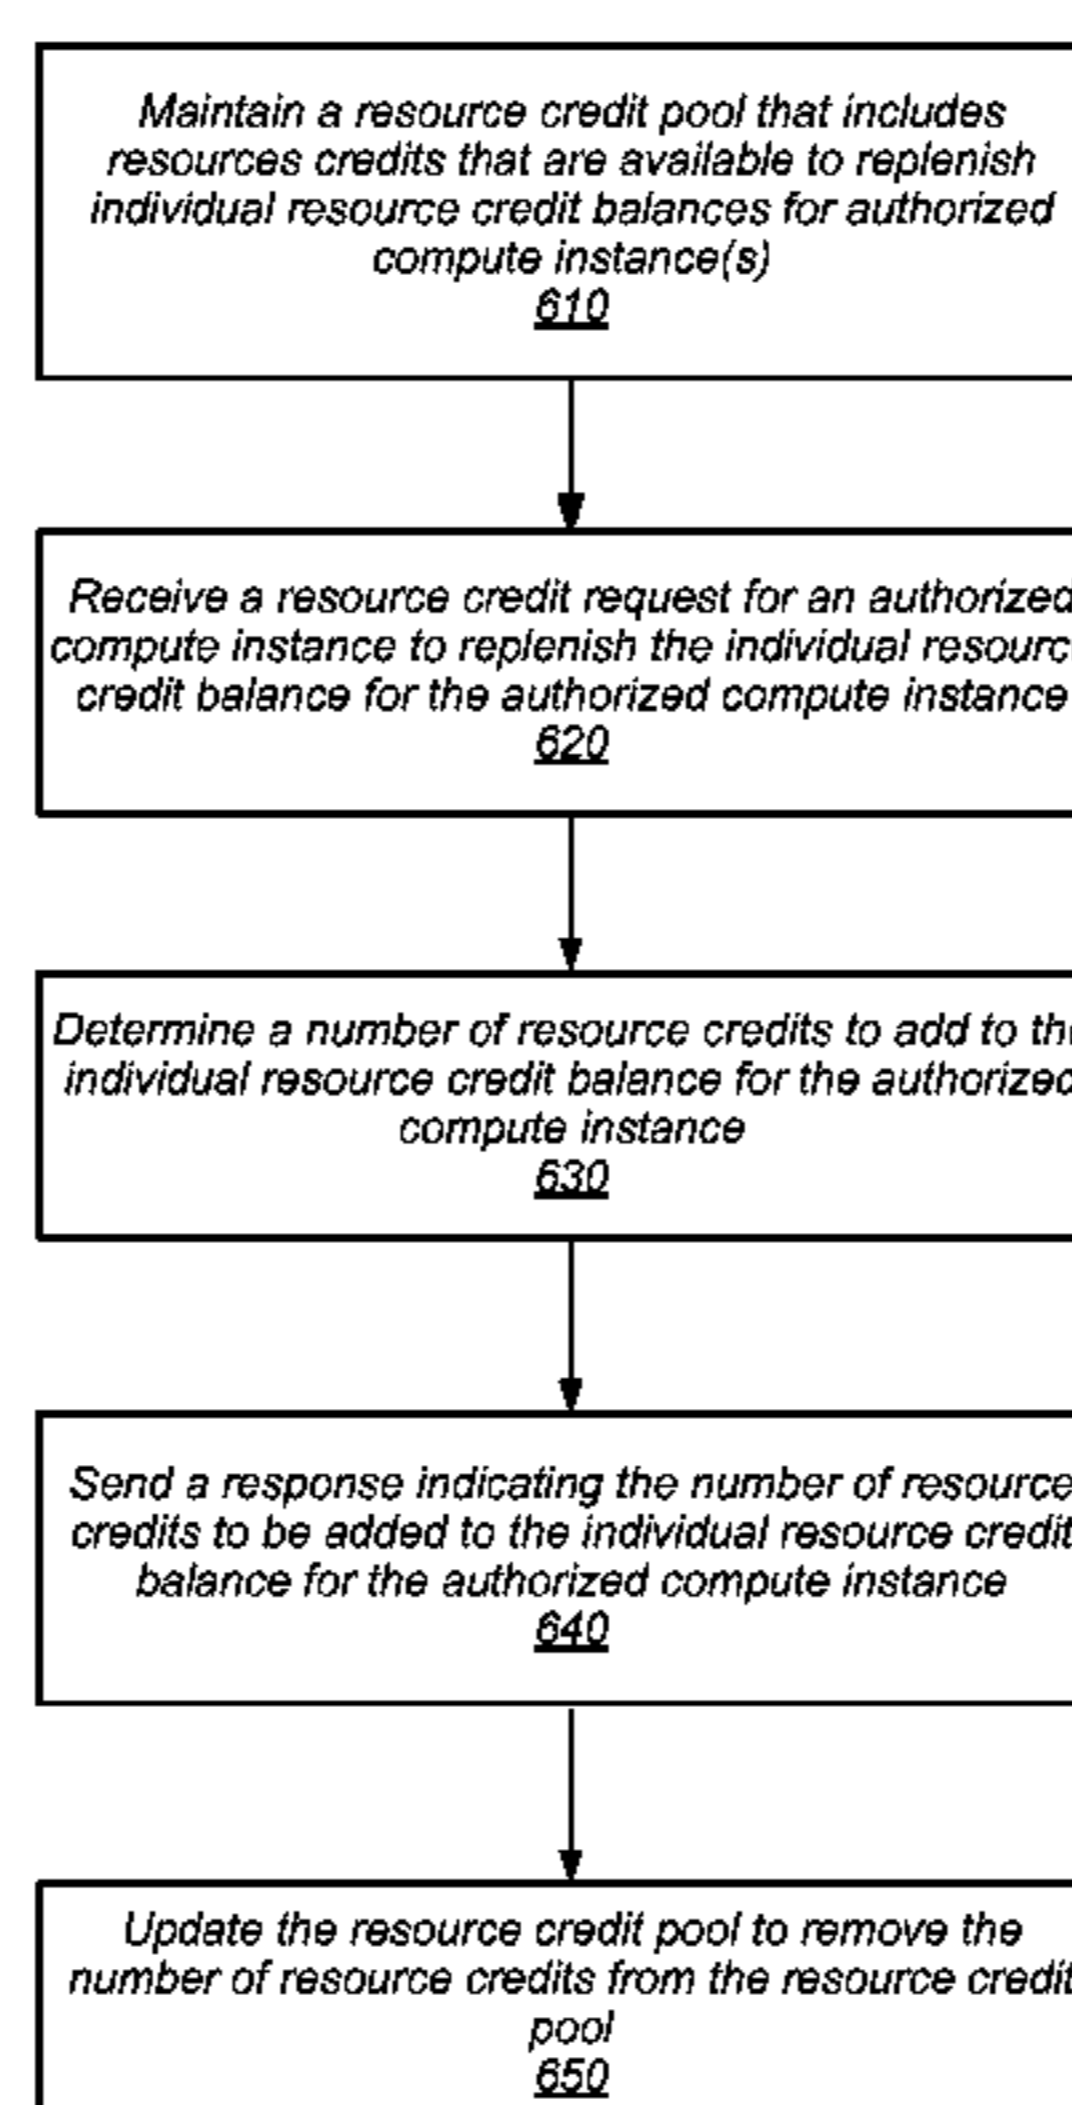 Maintain a resource credit pool that includes
resources credits that are available to replenish
individual resource credit balances for authorized
compute instance(s)
610
Receive a resource credit request for an authorized
compute instance to replenish the individual resourc
credit balance for the authorized compute instance
620
Determine a number of resource credits to add to the
individual resource credit balance for the authorized
compute instance
630
Send a response indicating the number of resource
credits to be added to the individual resource credit
balance for the authorized compute instance
640
Update the resource credit pool to remove the
number of resource credits from the resource credit
pool
650